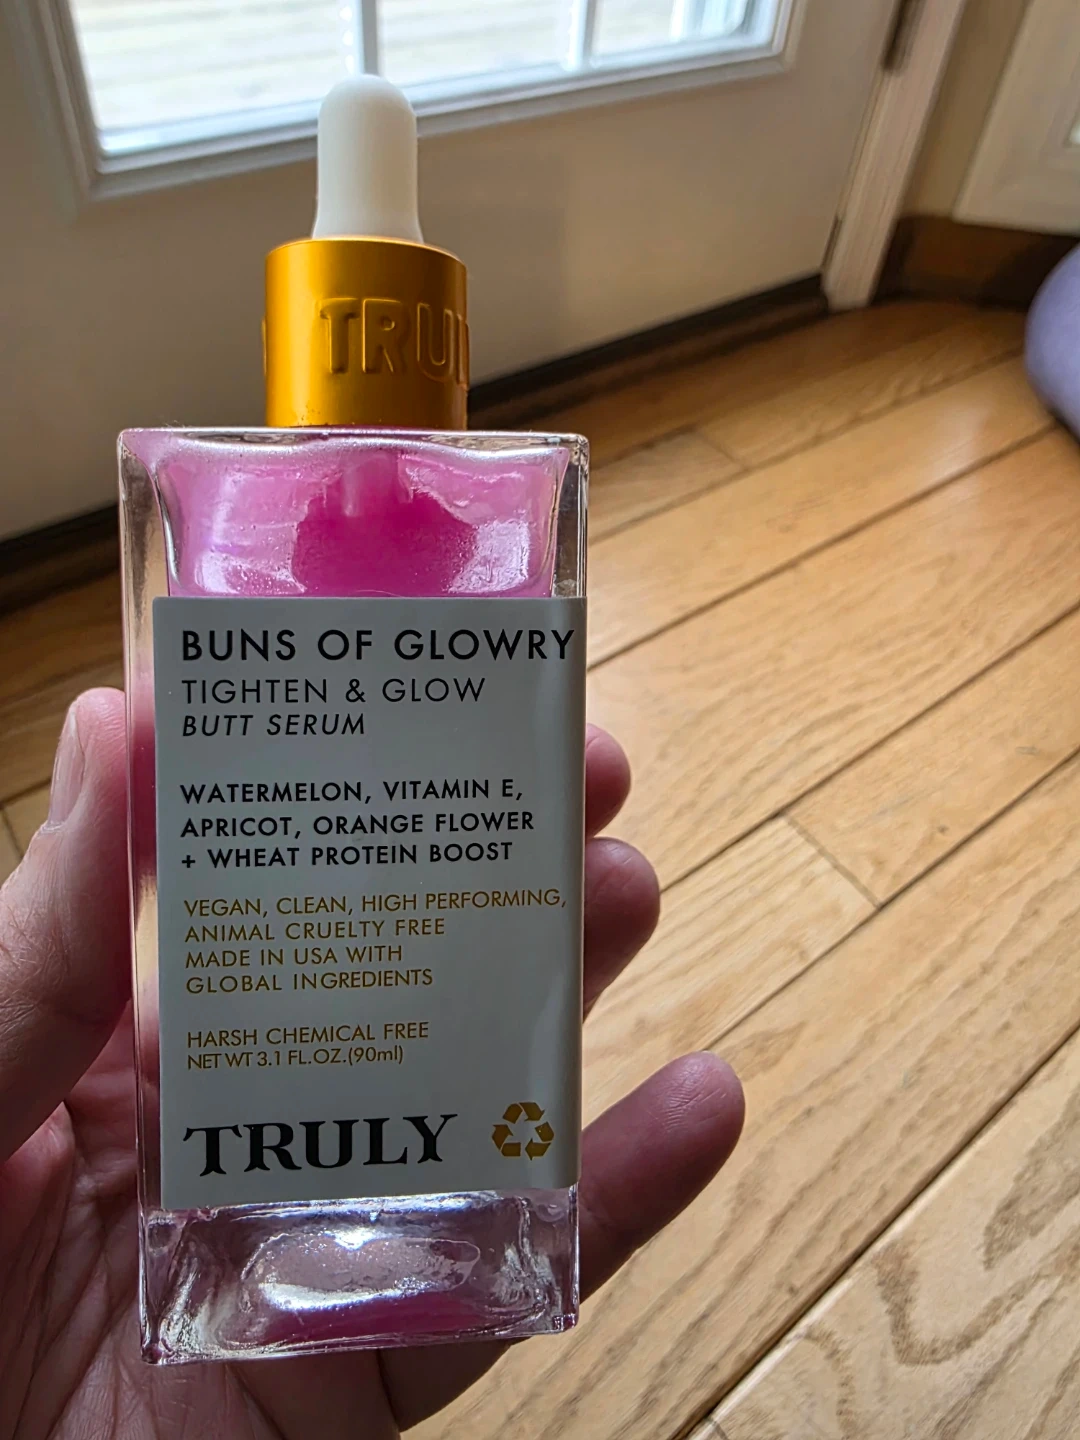 TRU
BUNS OF GLOWRY
TIGHTEN & GLOW
BUTT SERUM
WATERMELON, VITAMIN E,
APRICOT, ORANGE FLOWER
+ WHEAT PROTEIN BOOST
VEGAN, CLEAN, HIGH PERFORMING,
ANIMAL CRUELTY FREE
MADE IN USA WITH
GLOBAL INGREDIENTS
HARSH CHEMICAL FREE
NET WT 3.1 FL.OZ.(90ml)
TRULY